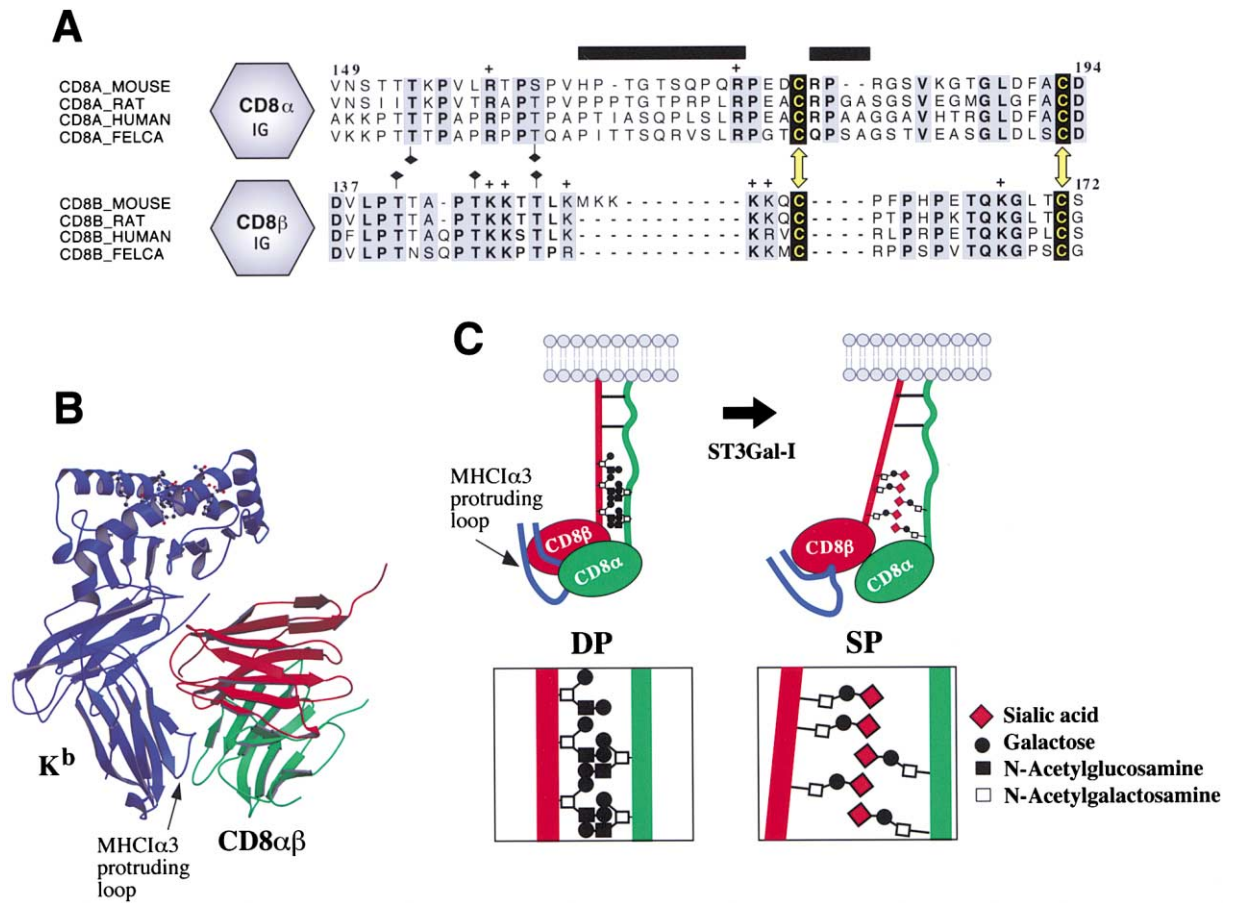 A
149
+
+
194
CD8A_MOUSE VNSTTTKPVLRTPSPVHP-TGTSQPQRPEDCRP--RGSVKGTGLDFACD
CD8A_RAT VNSIITKPVTRAPTPVPPPTGTPRPLRPEACRPGASGSVEGMGLGFACD
CD8A_HUMAN AKKPTTTPAPRPPTPAPTIASQPLSLRPEACRPAAGGAVHTRGLDFACD
CD8A_FELCA VKKPTTTPAPRPPTQAPITTSQRVSLRPGTCQPSAGSTVEASGLDLSCD
CD8α
IG
137
+ +
+
+ +
+
172
CD8B_MOUSE DVLPTTA-PTKKTTLKMKK--------KKQC----PFPHPETQKGLTCS
CD8B_RAT DVLPTTA-PTKKTTLK-----------KKQC----PTPHPKTQKGLTCG
CD8B_HUMAN DFLPTTAQPTKKSTLK-----------KRVC----RLPRPETQKGPLCS
CD8B_FELCA DVLPTNSQPTKKPTPR-----------KKMC----RPPSPVTQKGPSCG
CD8β
IG
B
K b
CD8αβ
MHCIα3
protruding
loop
C
ST3Gal-I
MHCIα3
protruding
loop
CD8β
CD8α
CD8β
CD8α
DP
SP
Sialic acid
Galactose
N-Acetylglucosamine
N-Acetylgalactosamine